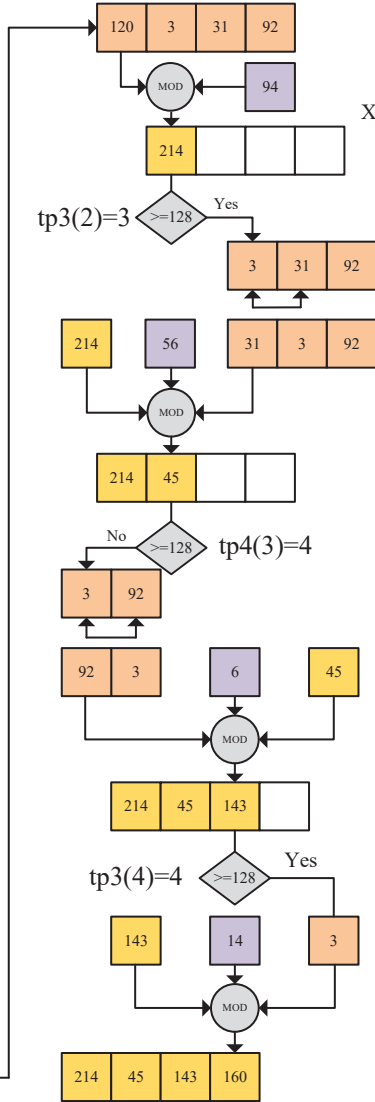 120 3 31 92
MOD 94
X
214
tp3(2)=3 >=128 Yes
3 31 92
214 56 31 3 92
MOD
214 45
No >=128 tp4(3)=4
3 92
92 3 6 45
MOD
214 45 143
tp3(4)=4 >=128 Yes
143 14 3
MOD
214 45 143 160